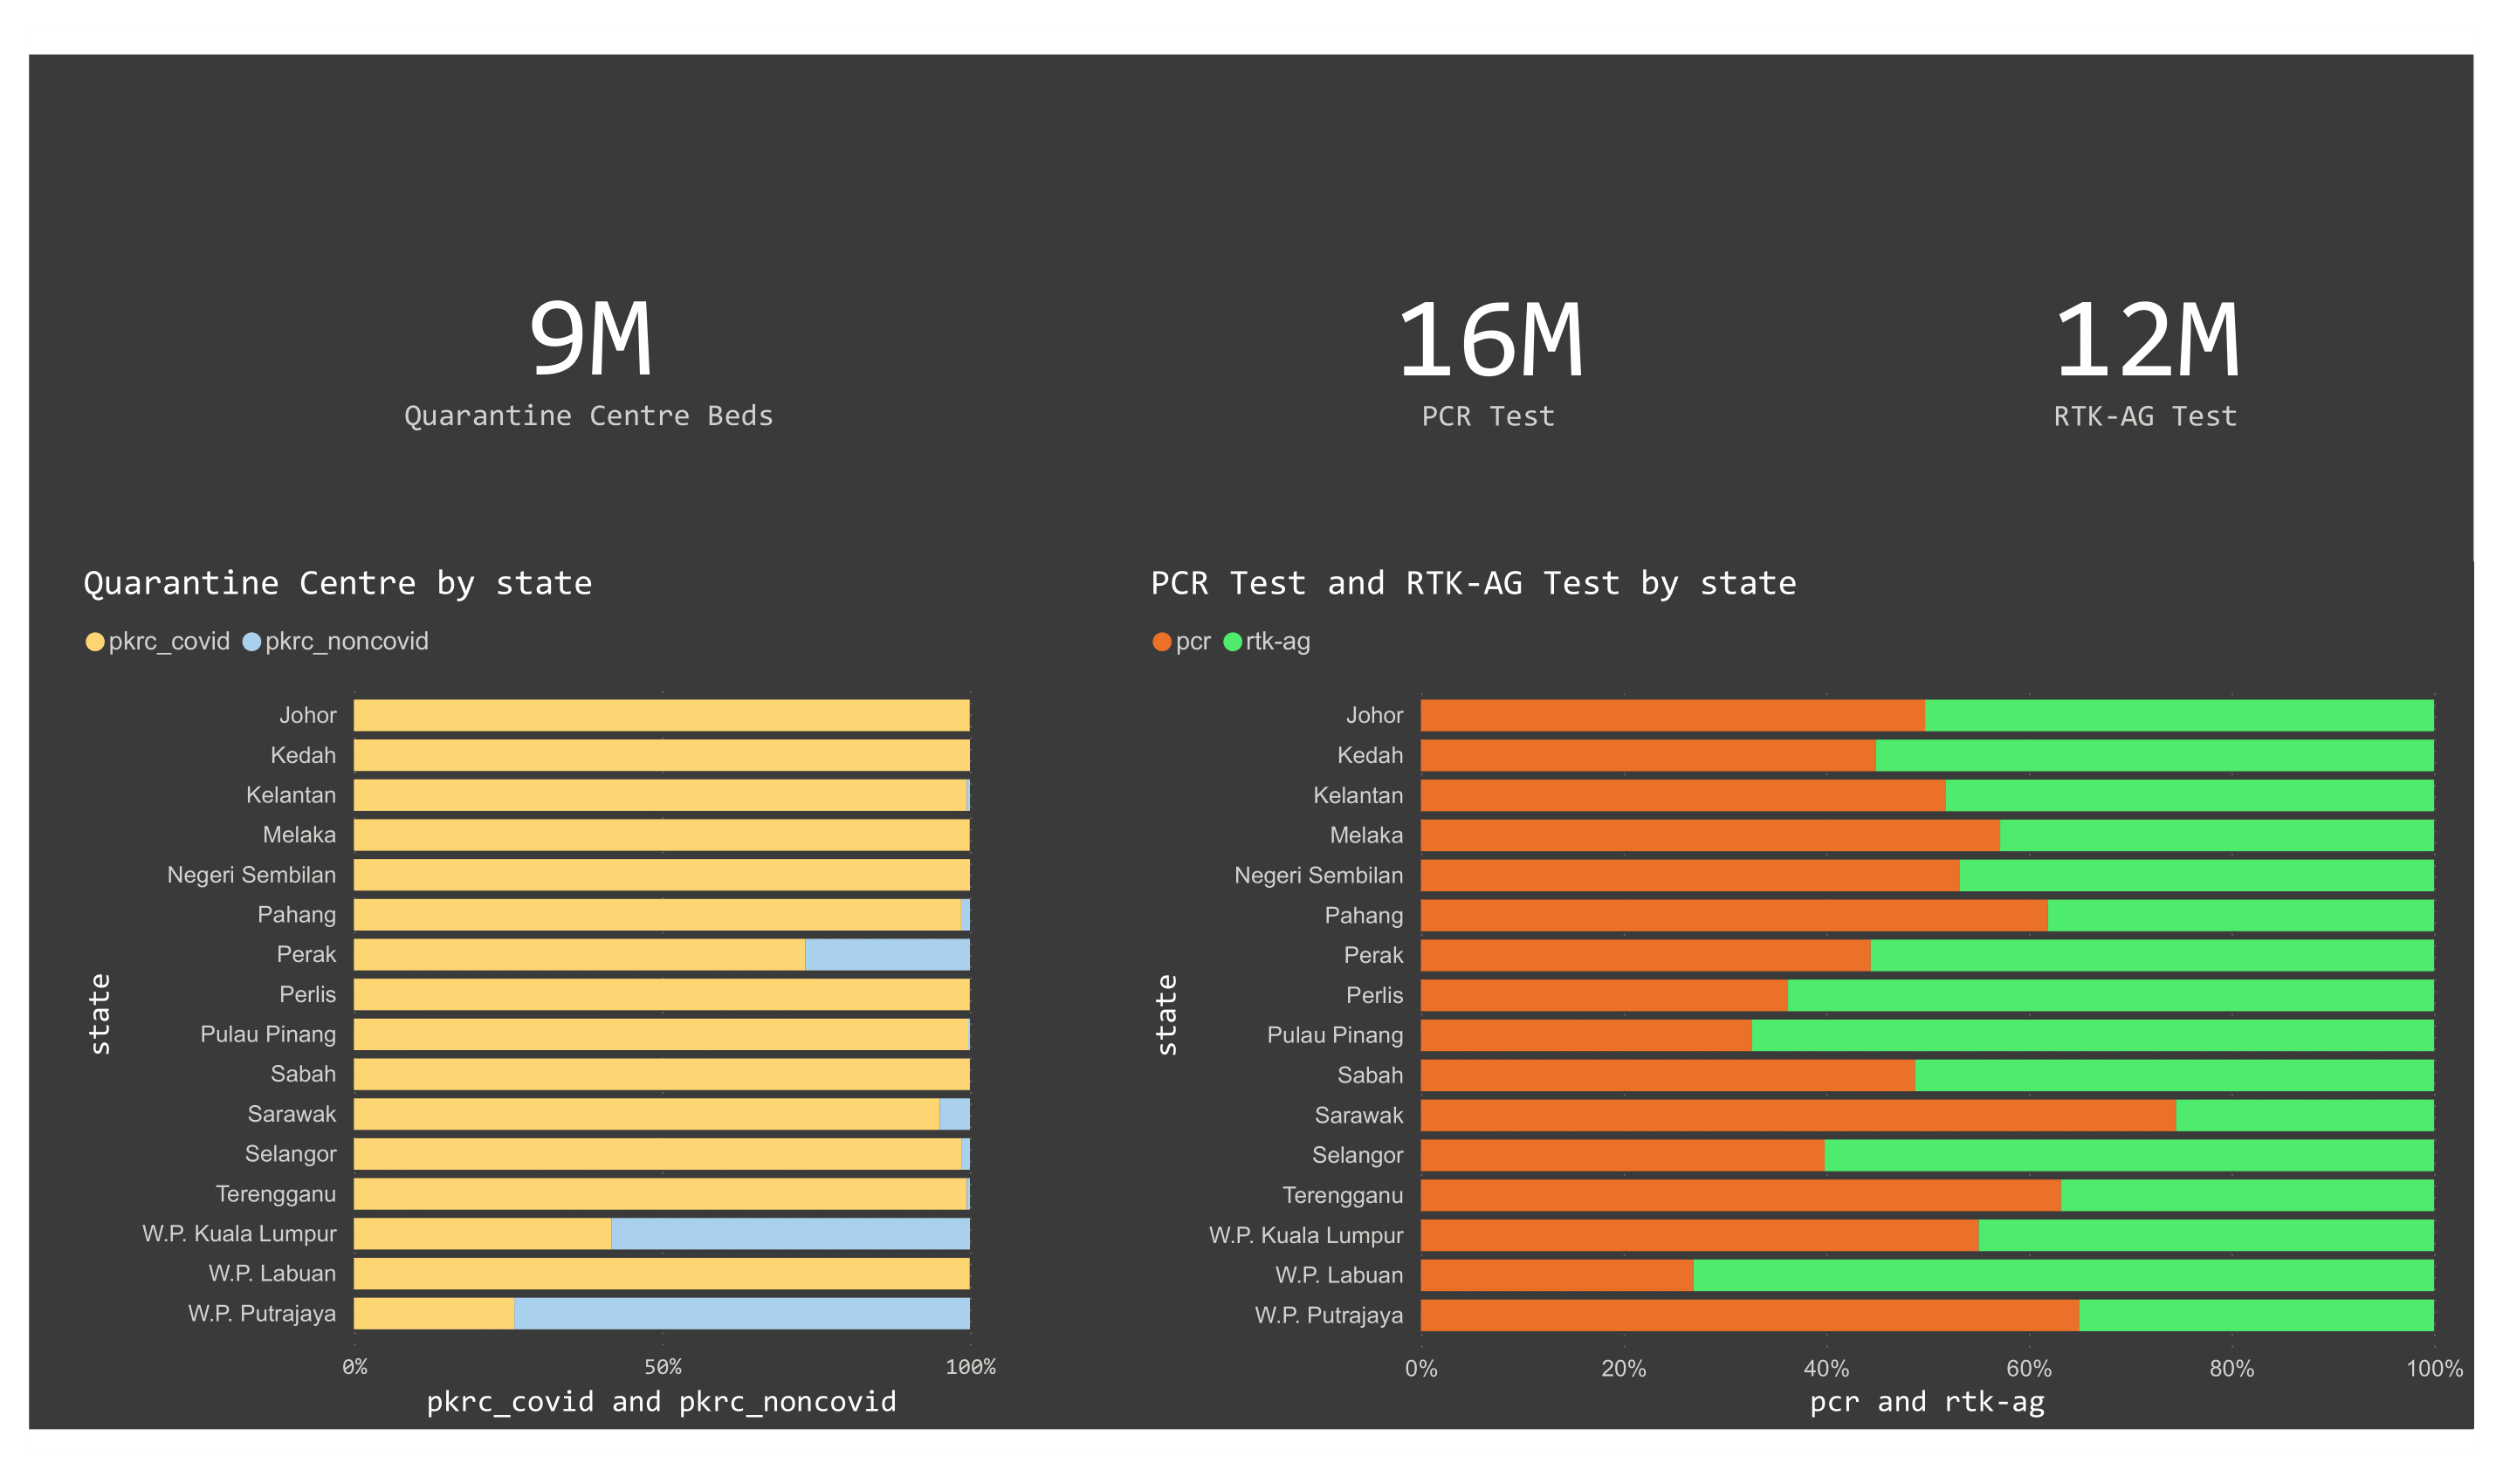 9M
Quarantine Centre Beds
16M
PCR Test
12M
RTK-AG Test
Quarantine Centre by state
pkrc_covid pkrc_noncovid
state
Johor
Kedah
Kelantan
Melaka
Negeri Sembilan
Pahang
Perak
Perlis
Pulau Pinang
Sabah
Sarawak
Selangor
Terengganu
W.P. Kuala Lumpur
W.P. Labuan
W.P. Putrajaya
0% 50% 100%
pkrc_covid and pkrc_noncovid
PCR Test and RTK-AG Test by state
pcr rtk-ag
state
Johor
Kedah
Kelantan
Melaka
Negeri Sembilan
Pahang
Perak
Perlis
Pulau Pinang
Sabah
Sarawak
Selangor
Terengganu
W.P. Kuala Lumpur
W.P. Labuan
W.P. Putrajaya
0% 20% 40% 60% 80% 100%
pcr and rtk-ag